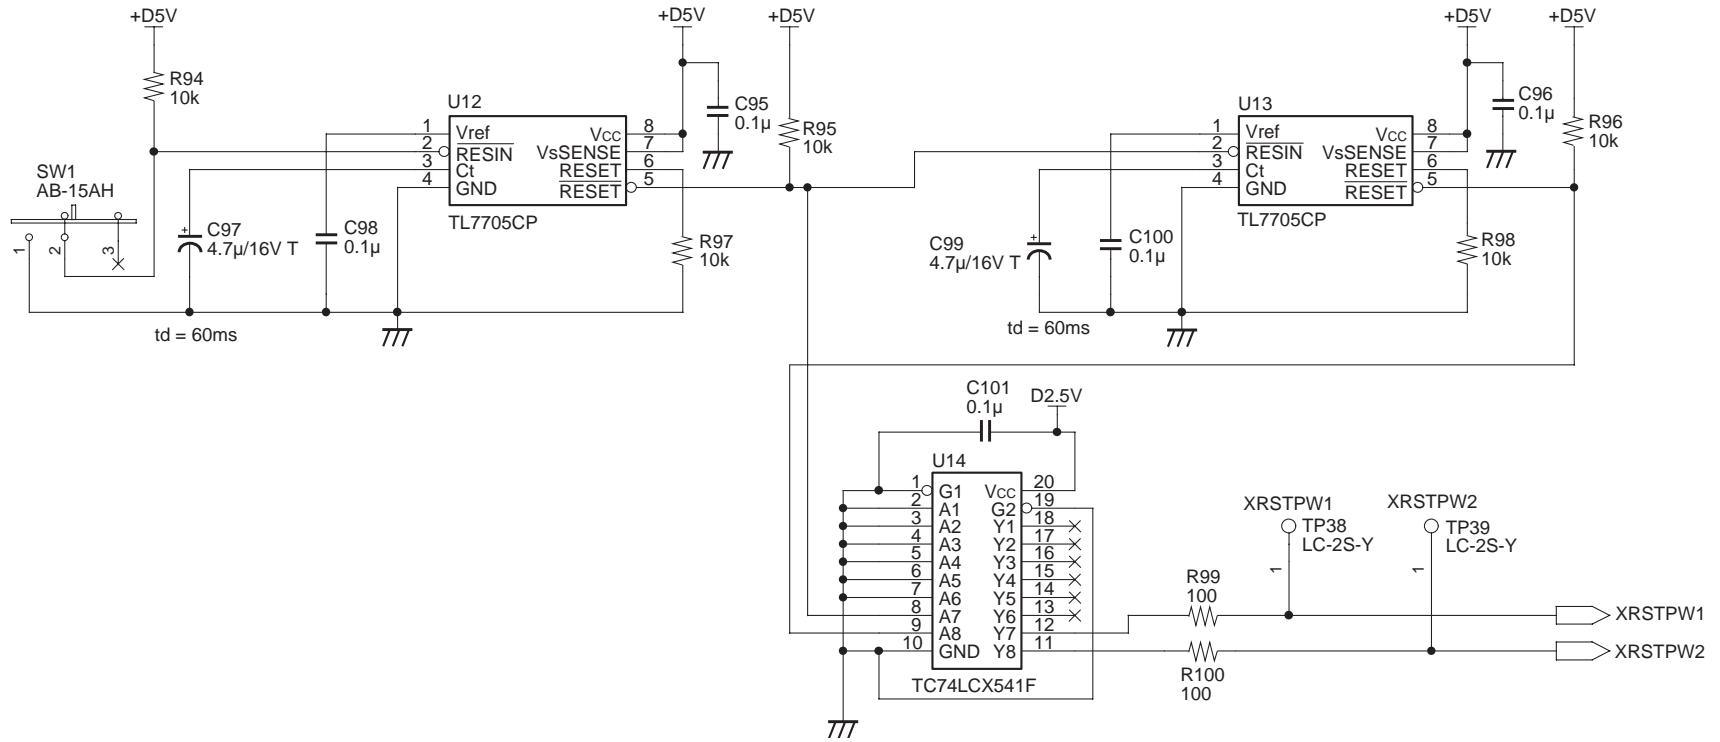 +D5V
+D5V
+D5V
+D5V
+D5V
R94
10k
U12
C95
0.1µ
R95
10k
U13
C96
0.1µ
R96
10k
1 Vref VCC 8
2 RESIN VsSENSE 7
3 Ct RESET 6
4 GND RESET 5
TL7705CP
1 Vref VCC 8
2 RESIN VsSENSE 7
3 Ct RESET 6
4 GND RESET 5
TL7705CP
SW1
AB-15AH
1
2
3
C97
4.7µ/16V T
+
C98
0.1µ
R97
10k
C99
4.7µ/16V T
+
C100
0.1µ
R98
10k
td = 60ms
td = 60ms
C101
0.1µ
D2.5V
U14
1 G1 VCC 20
2 A1 G2 19
3 A2 Y1 18
4 A3 Y2 17
5 A4 Y3 16
6 A5 Y4 15
7 A6 Y5 14
8 A7 Y6 13
9 A8 Y7 12
10 GND Y8 11
TC74LCX541F
XRSTPW1
TP38
LC-2S-Y
1
XRSTPW2
TP39
LC-2S-Y
1
R99
100
R100
100
XRSTPW1
XRSTPW2